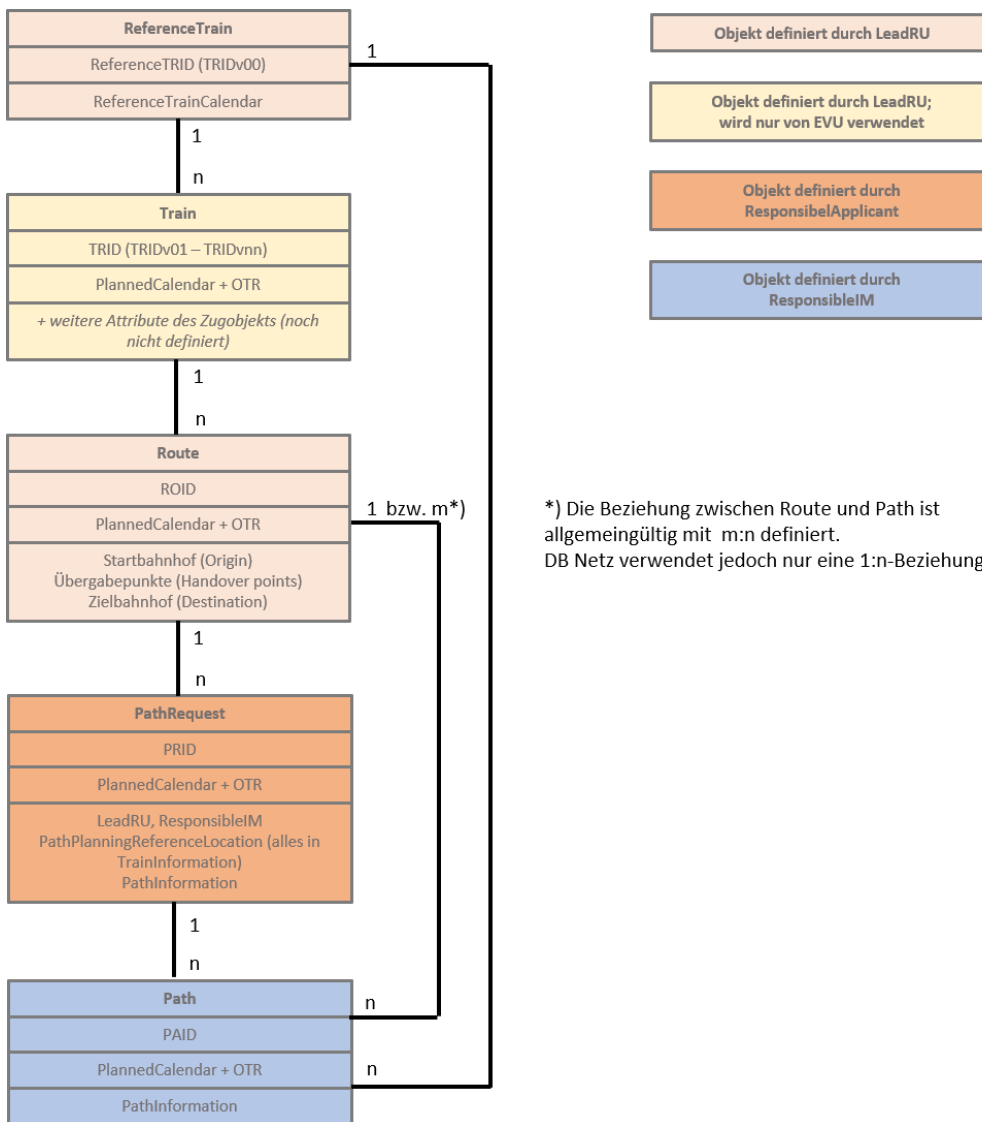 ReferenceTrain
ReferenceTRID (TRIDv00)
ReferenceTrainCalendar
1
1
n
Train
TRID (TRIDv01 – TRIDvnn)
PlannedCalendar + OTR
+ weitere Attribute des Zugobjekts (noch
nicht definiert)
1
n
Route
ROID
PlannedCalendar + OTR
Startbahnhof (Origin)
Übergabepunkte (Handover points)
Zielbahnhof (Destination)
1 bzw. m*)
1
n
PathRequest
PRID
PlannedCalendar + OTR
LeadRU, ResponsibleIM
PathPlanningReferenceLocation (alles in
TrainInformation)
PathInformation
1
n
Path
PAID
PlannedCalendar + OTR
PathInformation
n
n
Objekt definiert durch LeadRU
Objekt definiert durch LeadRU;
wird nur von EVU verwendet
Objekt definiert durch
ResponsibelApplicant
Objekt definiert durch
ResponsibleIM
*) Die Beziehung zwischen Route und Path ist
allgemeingültig mit m:n definiert.
DB Netz verwendet jedoch nur eine 1:n-Beziehung